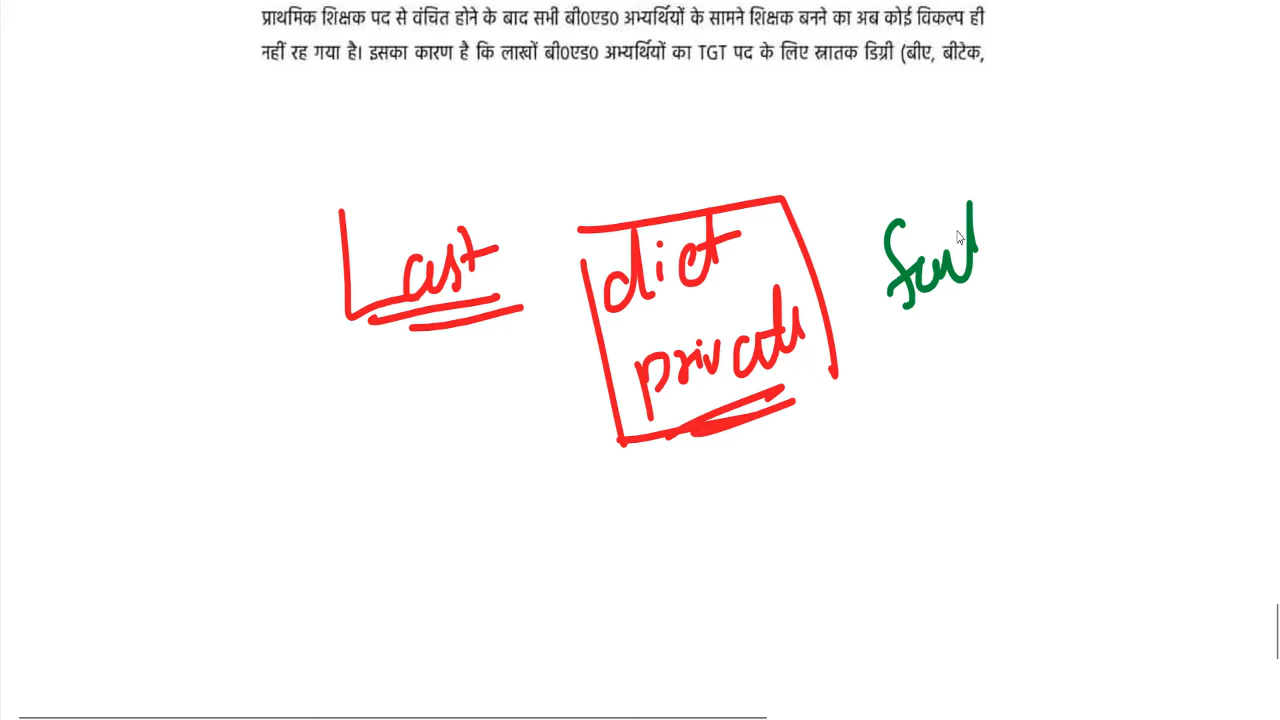 प्राथमिक शिक्षक पद से वंचित होने के बाद सभी बी0एड0 अभ्यर्थियों के सामने शिक्षक बनने का अब कोई विकल्प ही
नहीं रह गया है। इसका कारण है कि लाखों बी0एड0 अभ्यर्थियों का TGT पद के लिए स्नातक डिग्री (बीए, बीटेक,
Last diet
private